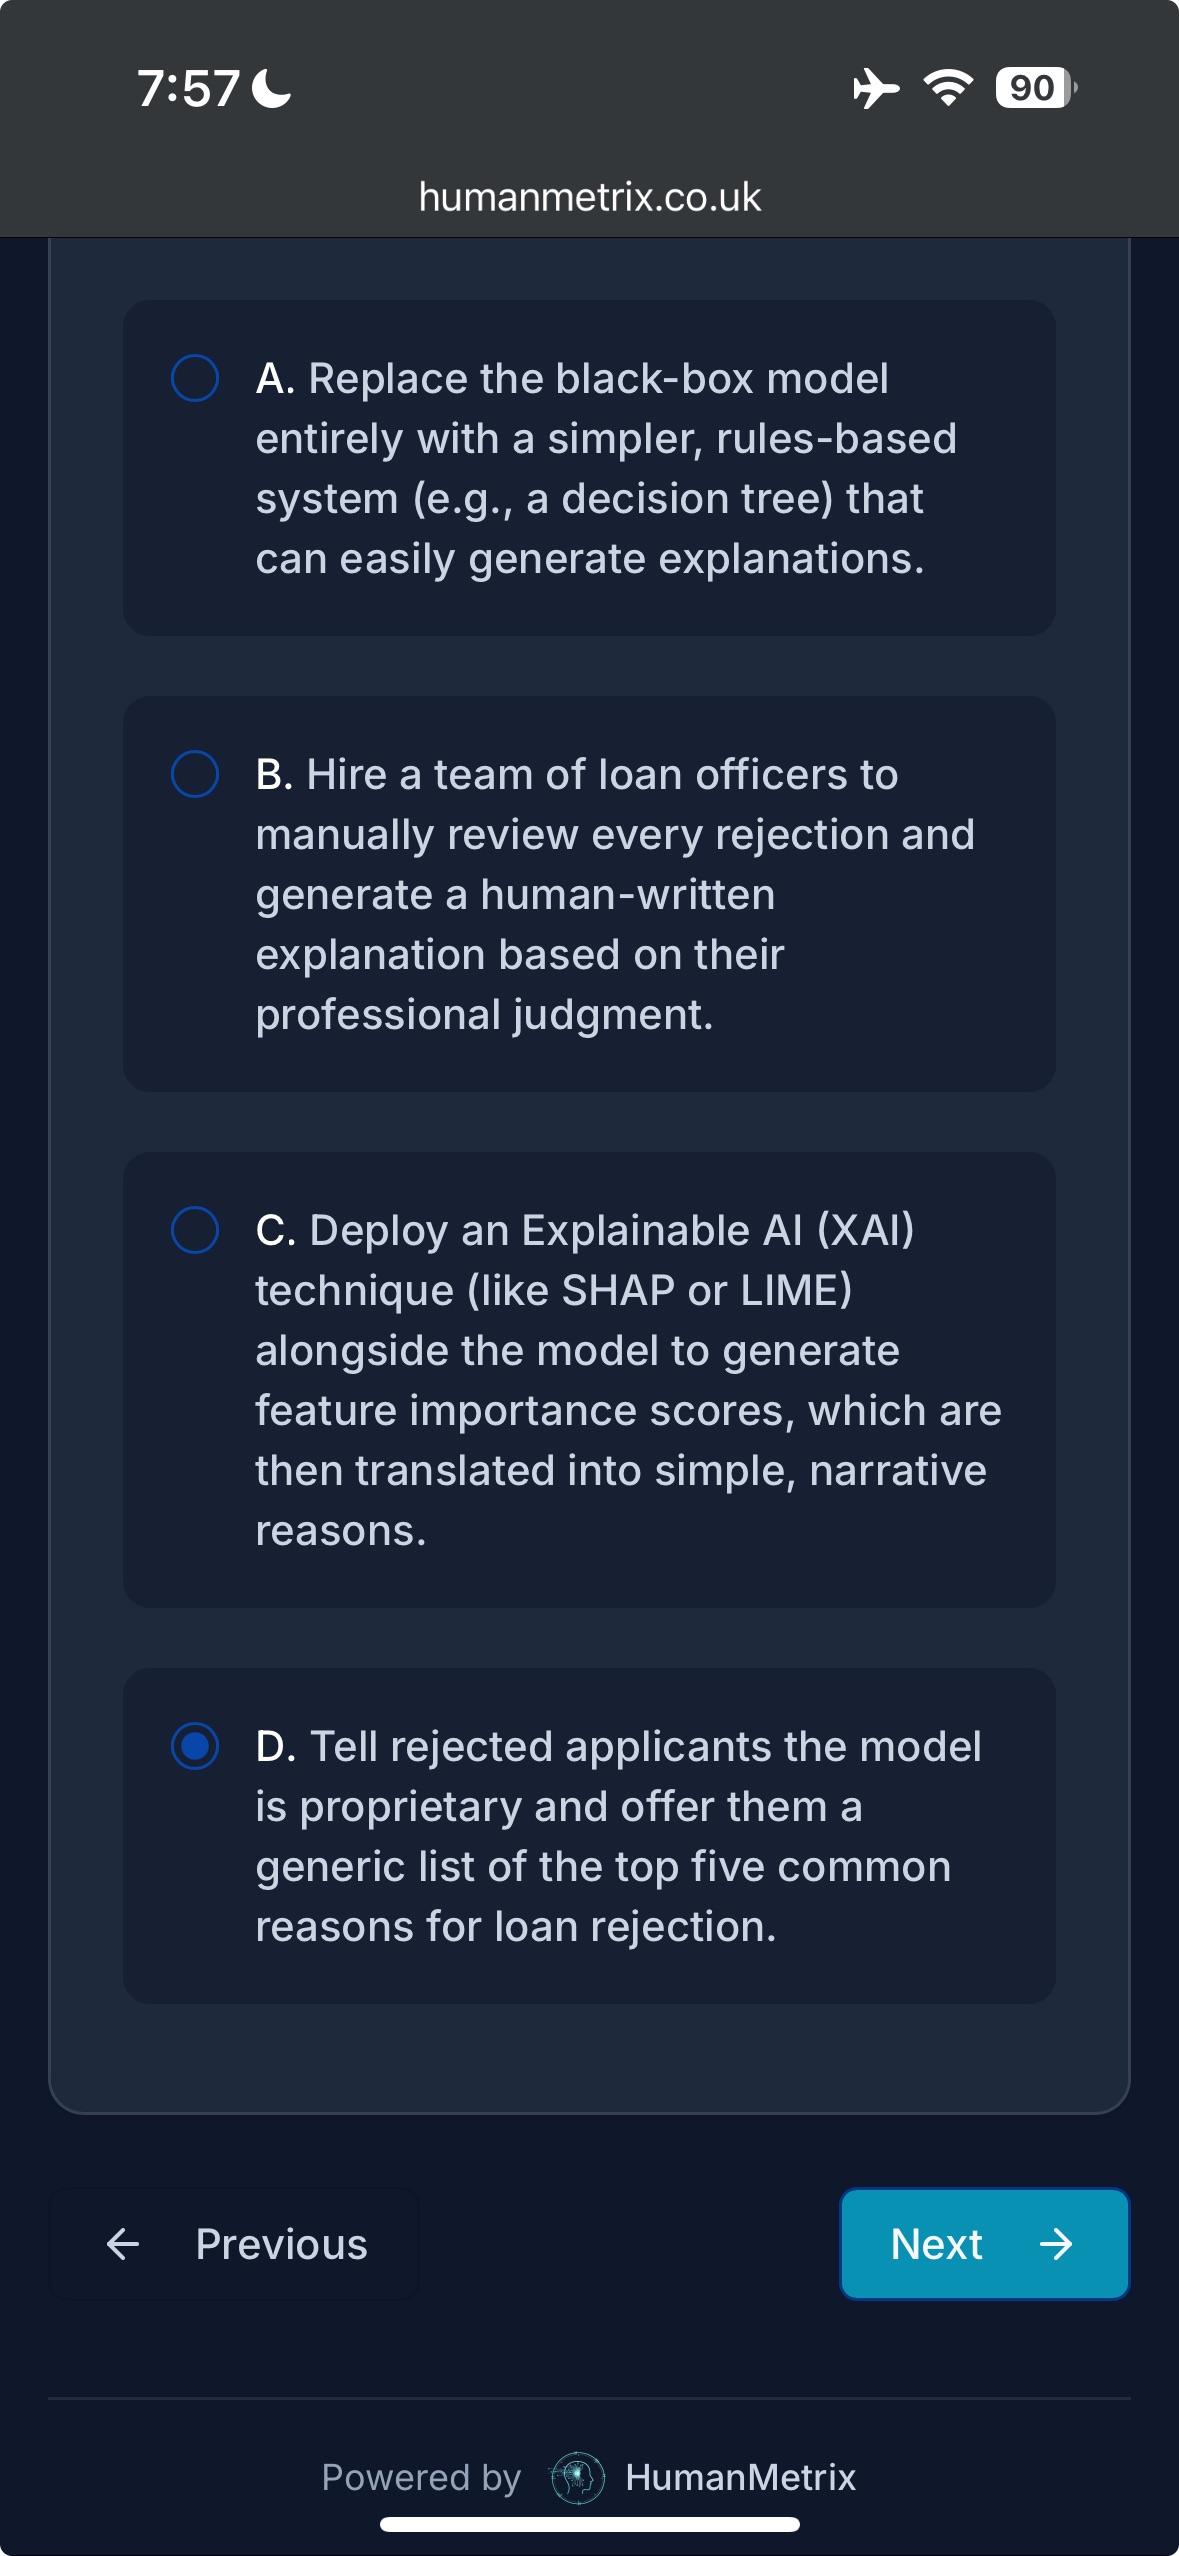 7:57
90
humanmetrix.co.uk
A. Replace the black-box model
entirely with a simpler, rules-based
system (e.g., a decision tree) that
can easily generate explanations.
B. Hire a team of loan officers to
manually review every rejection and
generate a human-written
explanation based on their
professional judgment.
C. Deploy an Explainable AI (XAI)
technique (like SHAP or LIME)
alongside the model to generate
feature importance scores, which are
then translated into simple, narrative
reasons.
D. Tell rejected applicants the model
is proprietary and offer them a
generic list of the top five common
reasons for loan rejection.
Previous
Next
Powered by HumanMetrix